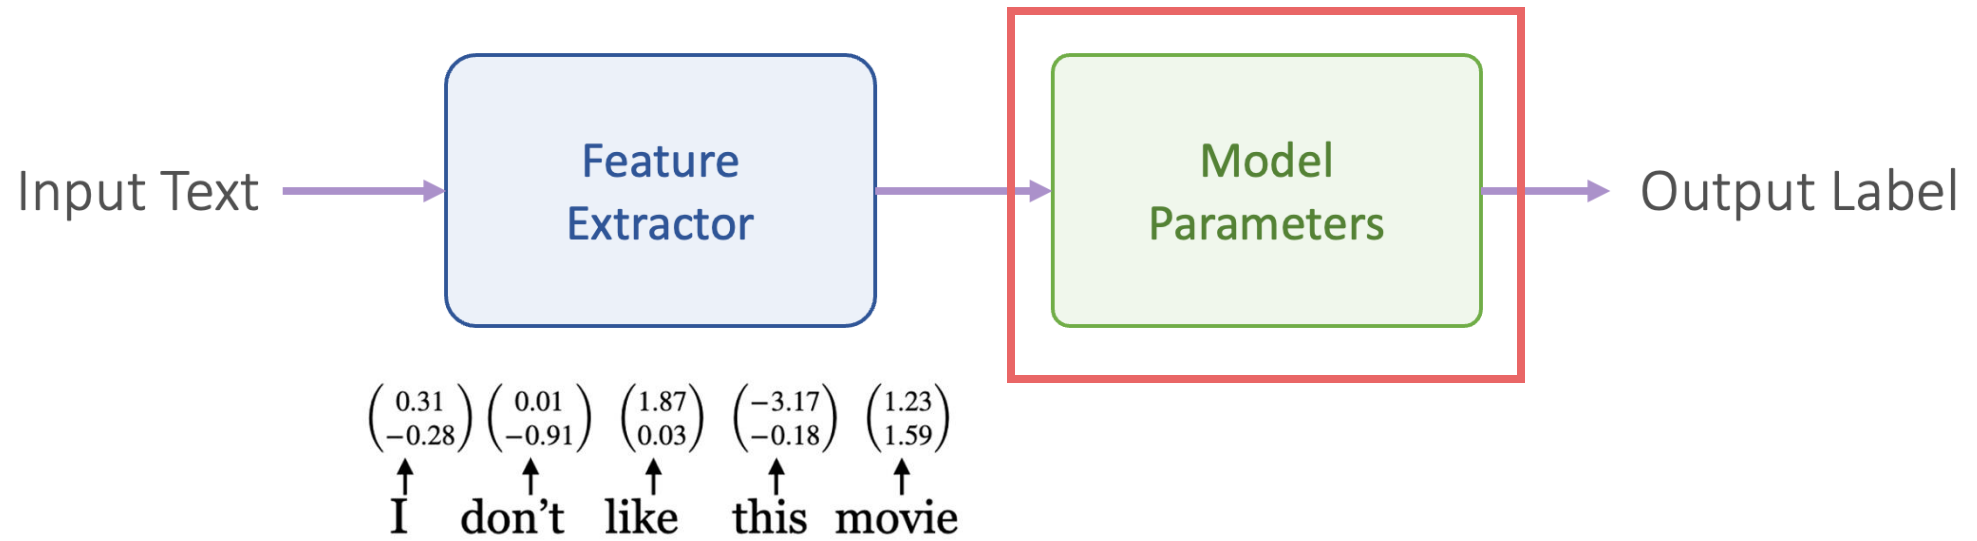 Input Text
Feature
Extractor
Model
Parameters
Output Label
0.31 0.01 1.87 −3.17 1.23
−0.28 −0.91 0.03 −0.18 1.59
I don't like this movie